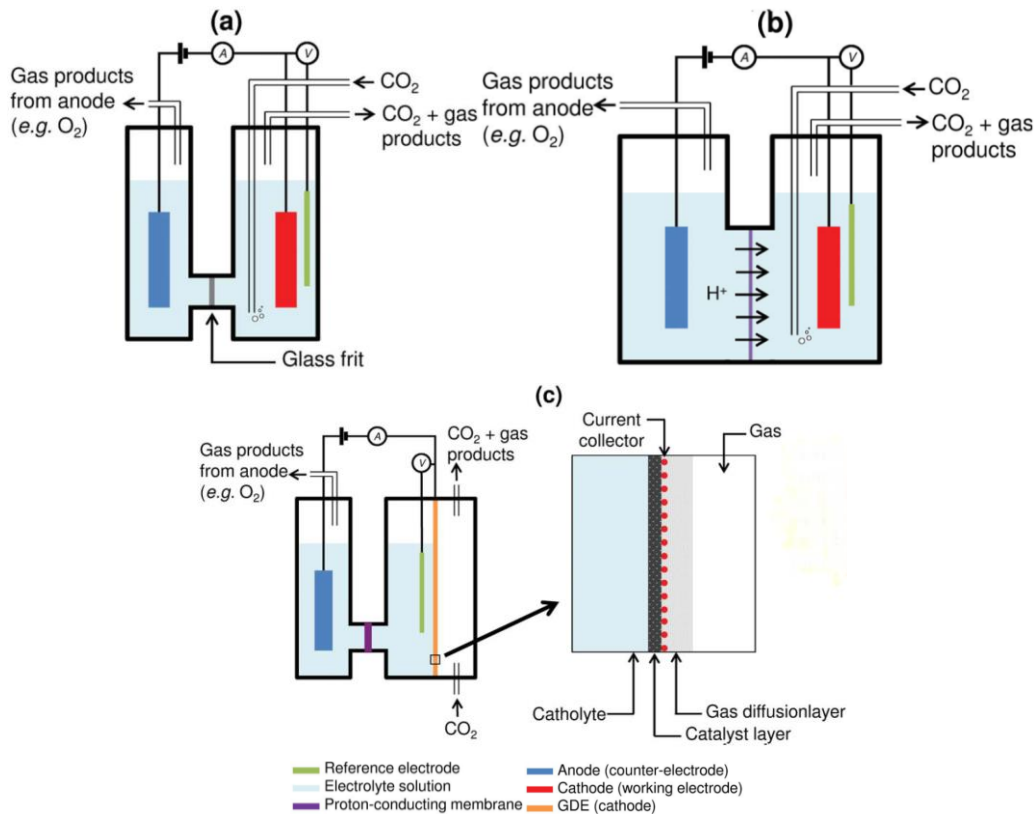 (a)
A
V
Gas products
from anode
(e.g. O₂)
CO₂
CO₂ + gas
products
Glass frit
(b)
A
V
Gas products
from anode
(e.g. O₂)
CO₂
CO₂ + gas
products
H⁺
(c)
A
V
Gas products
from anode
(e.g. O₂)
CO₂ + gas
products
CO₂
Current
collector
Gas
Catholyte
Gas diffusionlayer
Catalyst layer
Reference electrode
Electrolyte solution
Proton-conducting membrane
Anode (counter-electrode)
Cathode (working electrode)
GDE (cathode)